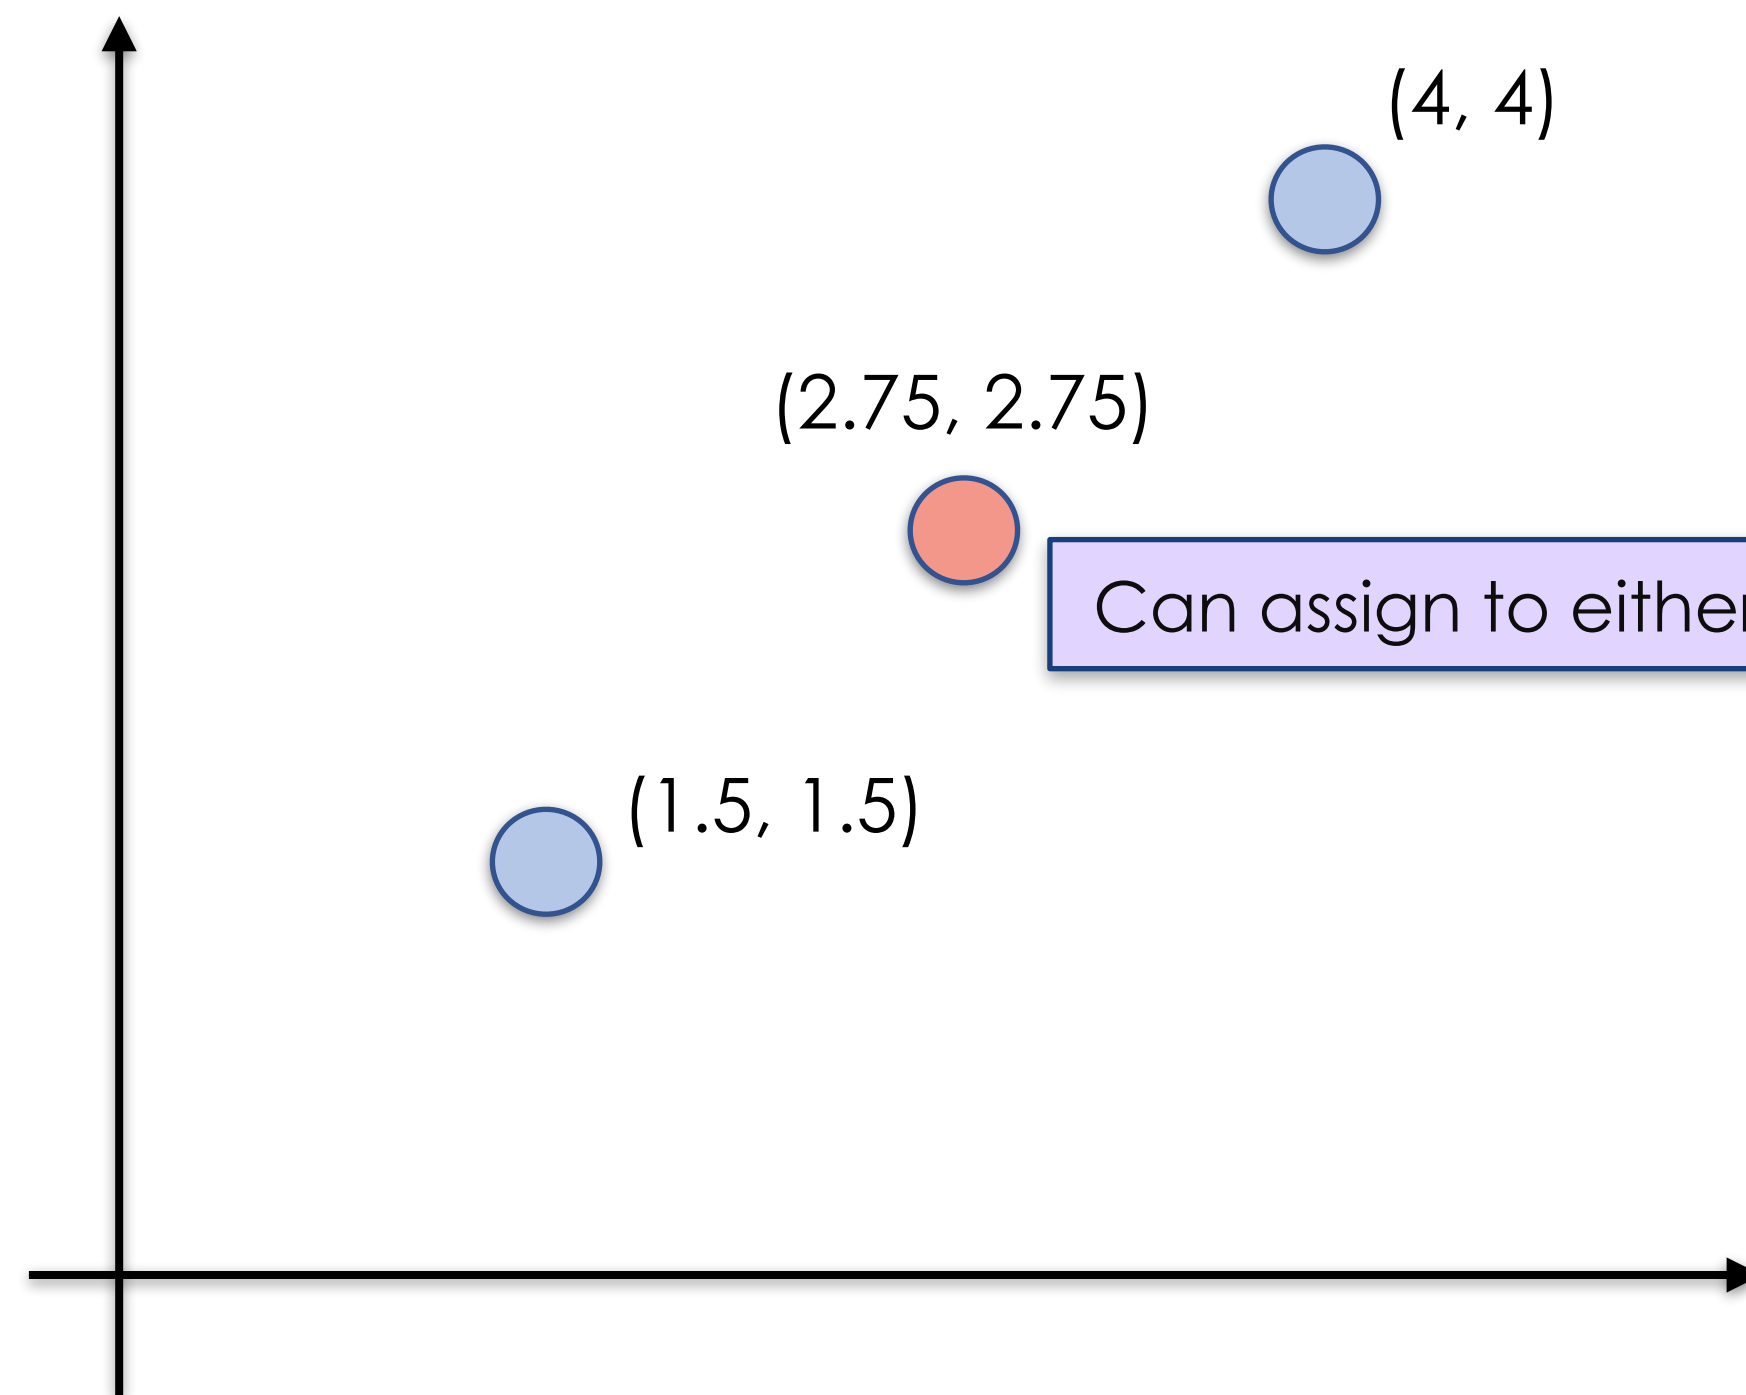 (4, 4)
(2.75, 2.75)
Can assign to either
(1.5, 1.5)